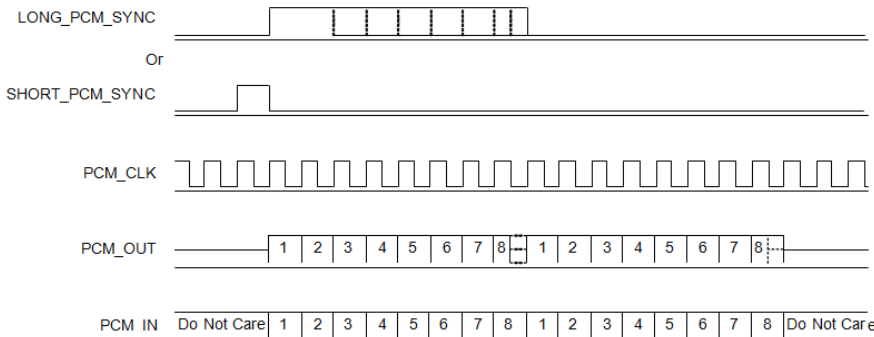 LONG_PCM_SYNC
Or
SHORT_PCM_SYNC
PCM_CLK
PCM_OUT 1 2 3 4 5 6 7 8 1 2 3 4 5 6 7 8
PCM IN Do Not Care 1 2 3 4 5 6 7 8 1 2 3 4 5 6 7 8 Do Not Care